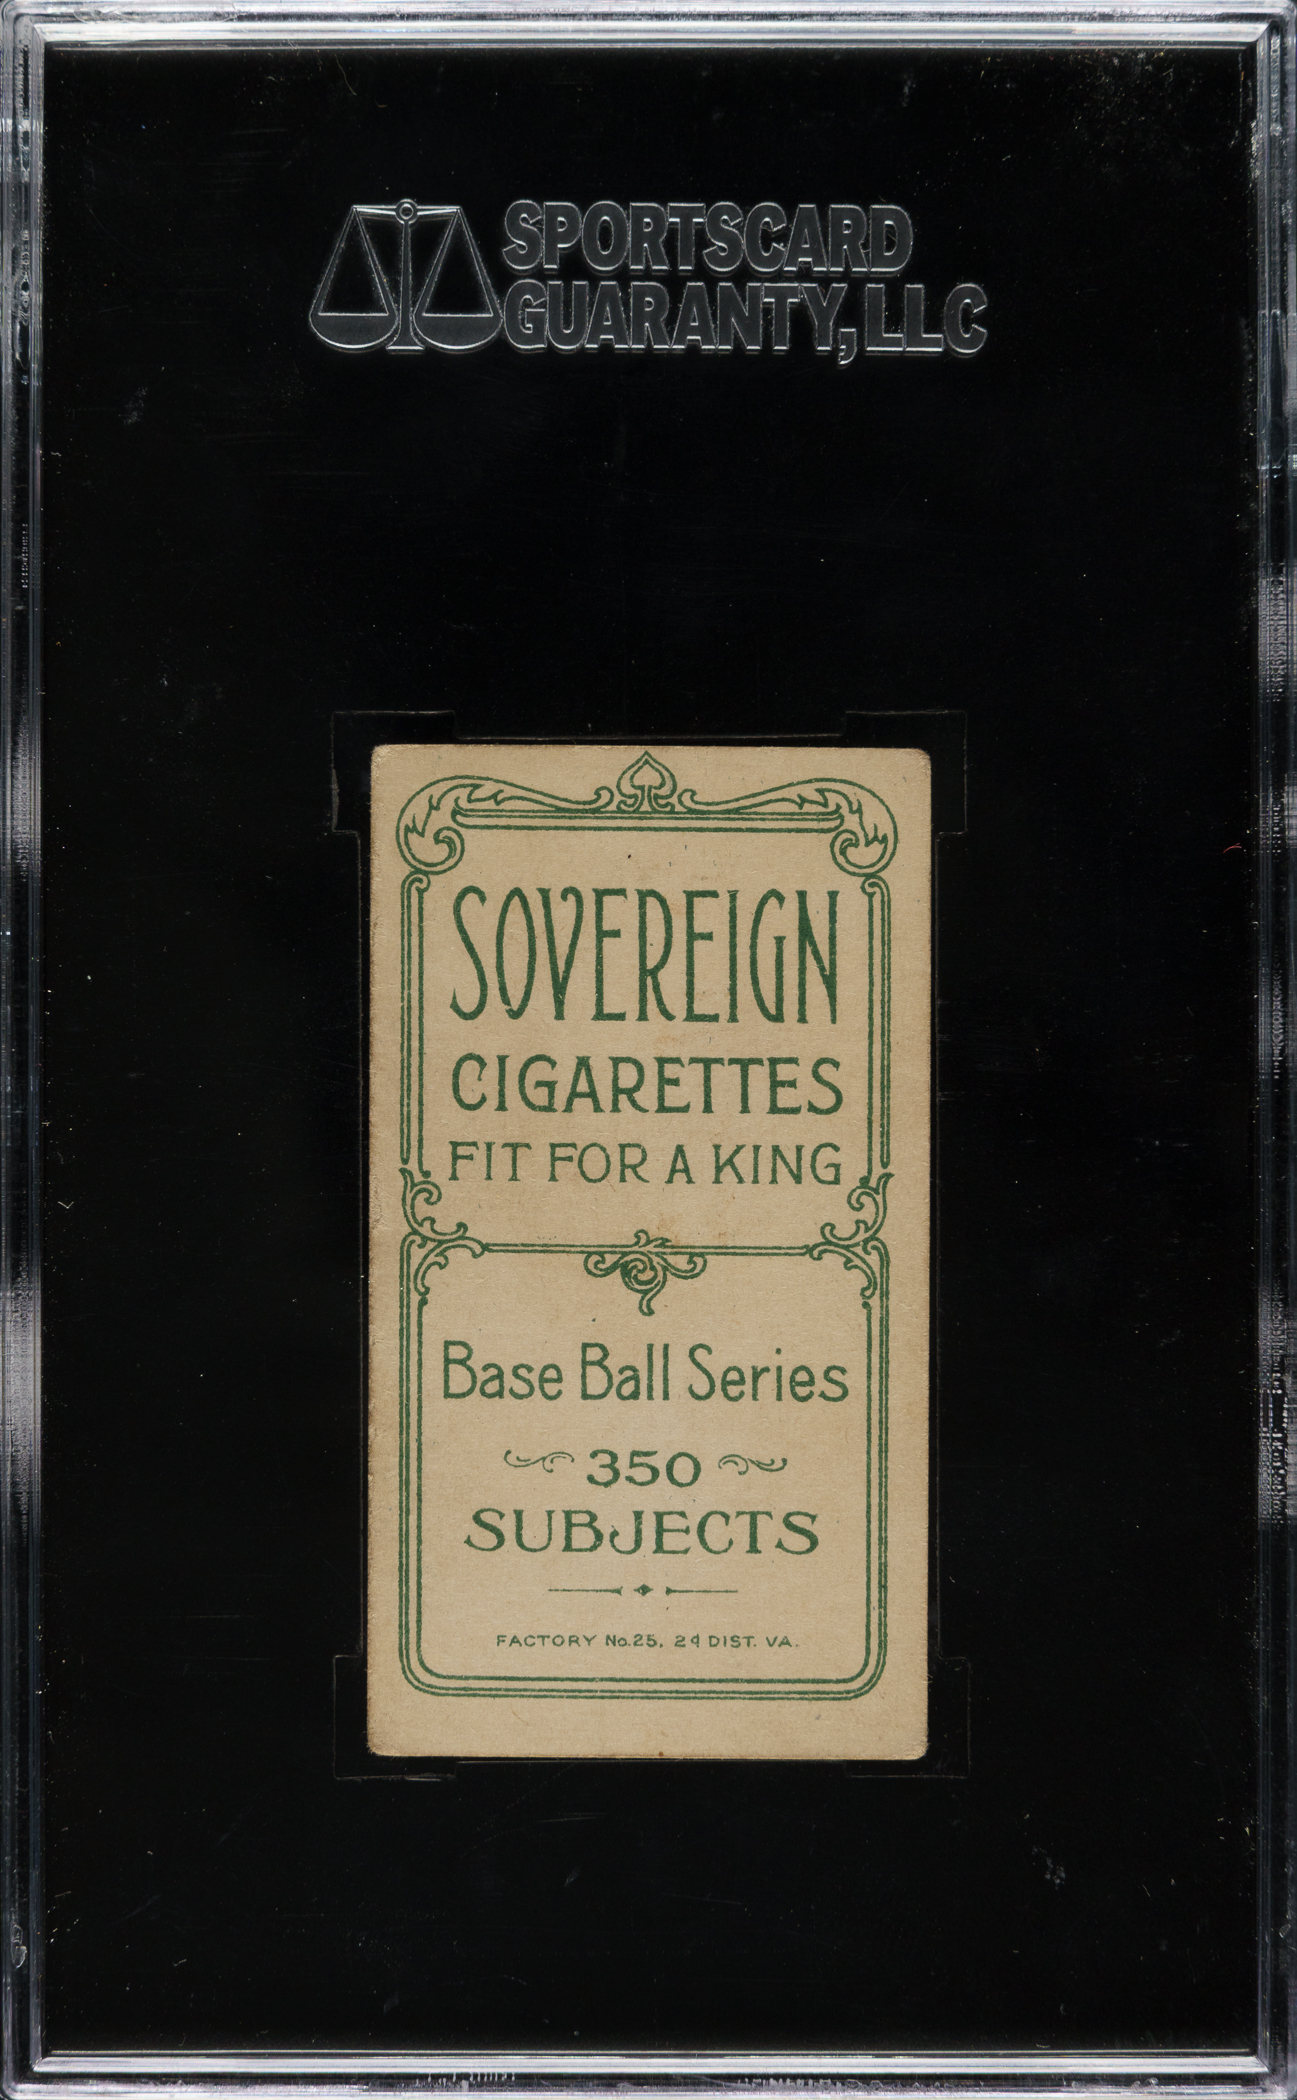 SPORTSCARD
GUARANTY, LLC
SOVEREIGN
CIGARETTES
FIT FOR A KING
Base Ball Series
350
SUBJECTS
FACTORY No. 25, 2d DIST. VA.